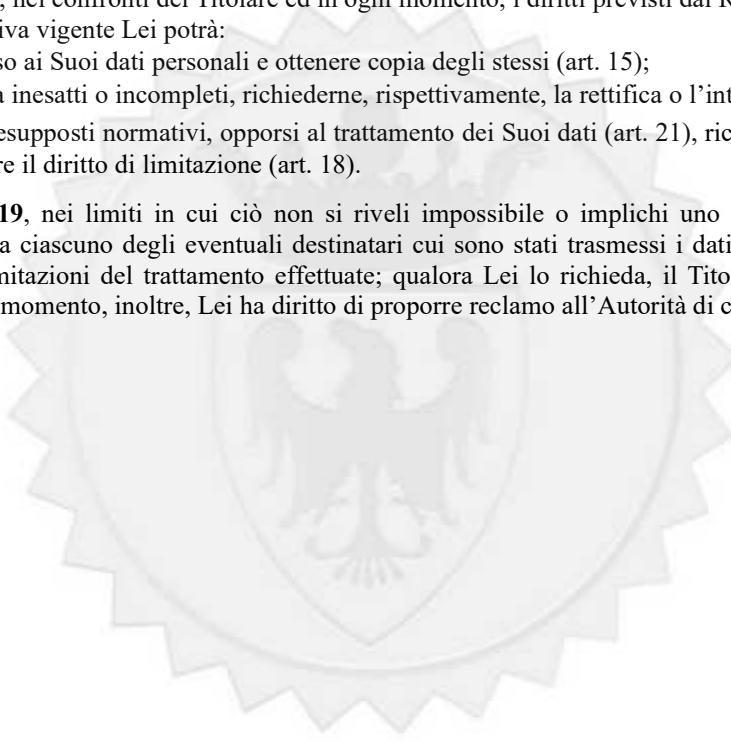 , nei confronti del Titolare ed in ogni momento, i diritti previsti dal R
iva vigente Lei potrà:
so ai Suoi dati personali e ottenere copia degli stessi (art. 15);
a inesatti o incompleti, richiederne, rispettivamente, la rettifica o l’int
esupposti normativi, opporsi al trattamento dei Suoi dati (art. 21), ric
re il diritto di limitazione (art. 18).
19, nei limiti in cui ciò non si riveli impossibile o implichi uno
a ciascuno degli eventuali destinatari cui sono stati trasmessi i dati
mitazioni del trattamento effettuate; qualora Lei lo richieda, il Tito
momento, inoltre, Lei ha diritto di proporre reclamo all’Autorità di c